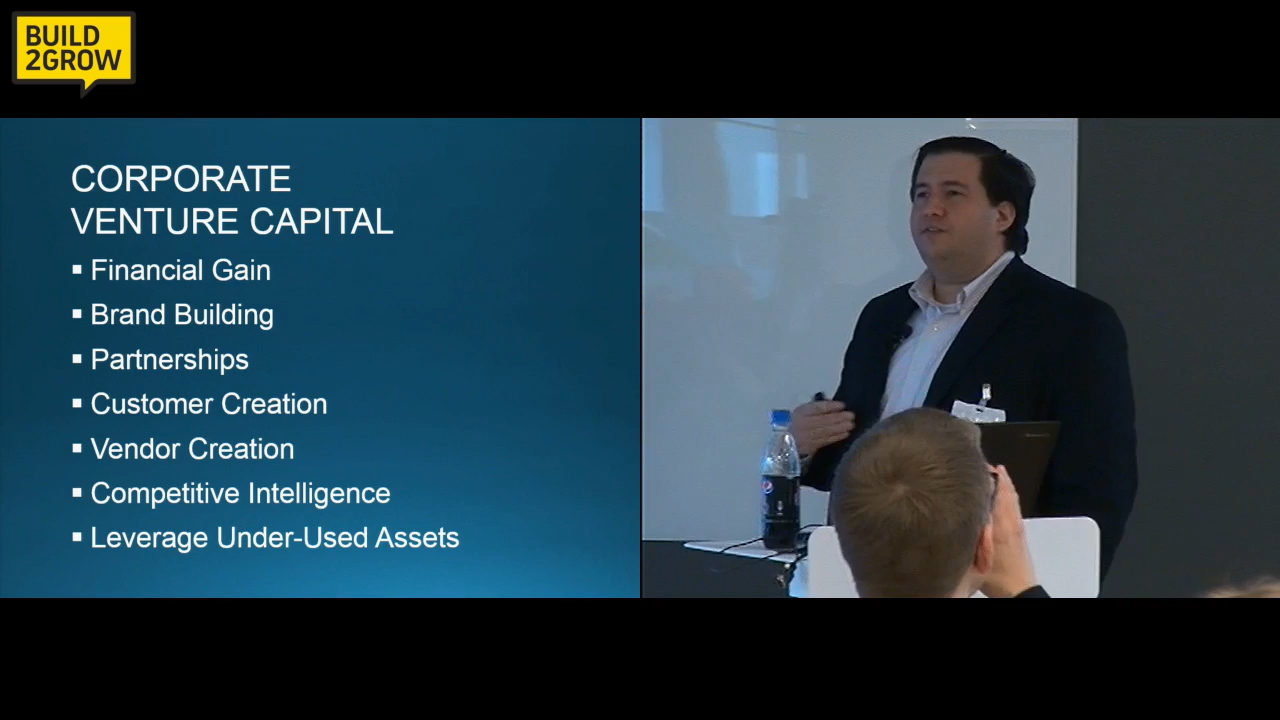 BUILD
2GROW
CORPORATE
VENTURE CAPITAL
▪ Financial Gain
▪ Brand Building
▪ Partnerships
▪ Customer Creation
▪ Vendor Creation
▪ Competitive Intelligence
▪ Leverage Under-Used Assets